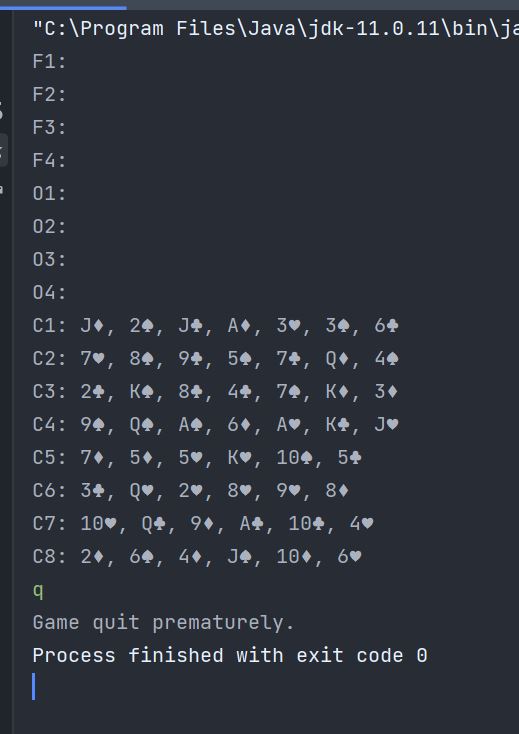 "C:\Program Files\Java\jdk-11.0.11\bin\ja
F1:
F2:
F3:
F4:
O1:
O2:
O3:
O4:
C1: J♦, 2♠, J♣, A♦, 3♥, 3♠, 6♣
C2: 7♥, 8♠, 9♣, 5♠, 7♣, Q♦, 4♠
C3: 2♣, K♠, 8♣, 4♣, 7♠, K♦, 3♦
C4: 9♠, Q♠, A♠, 6♦, A♥, K♣, J♥
C5: 7♦, 5♦, 5♥, K♥, 10♠, 5♣
C6: 3♣, Q♥, 2♥, 8♥, 9♥, 8♦
C7: 10♥, Q♣, 9♦, A♣, 10♣, 4♥
C8: 2♦, 6♠, 4♦, J♠, 10♦, 6♥
q
Game quit prematurely.
Process finished with exit code 0